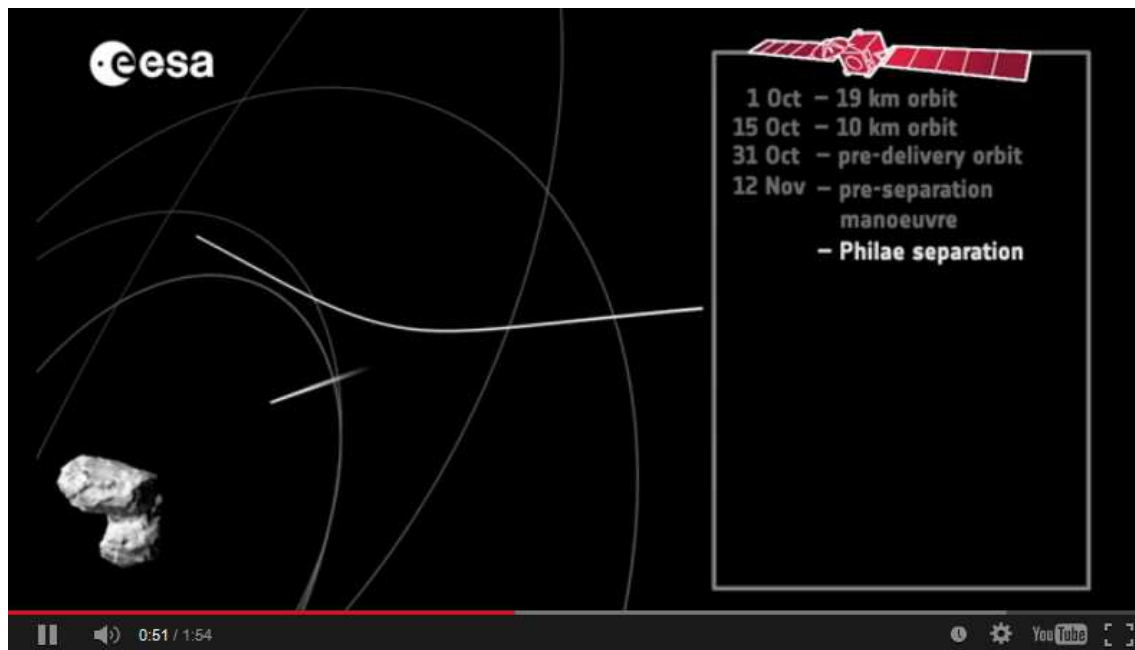 esa
1 Oct – 19 km orbit
15 Oct – 10 km orbit
31 Oct – pre-delivery orbit
12 Nov – pre-separation
manoeuvre
– Philae separation
0:51 / 1:54
YouTube